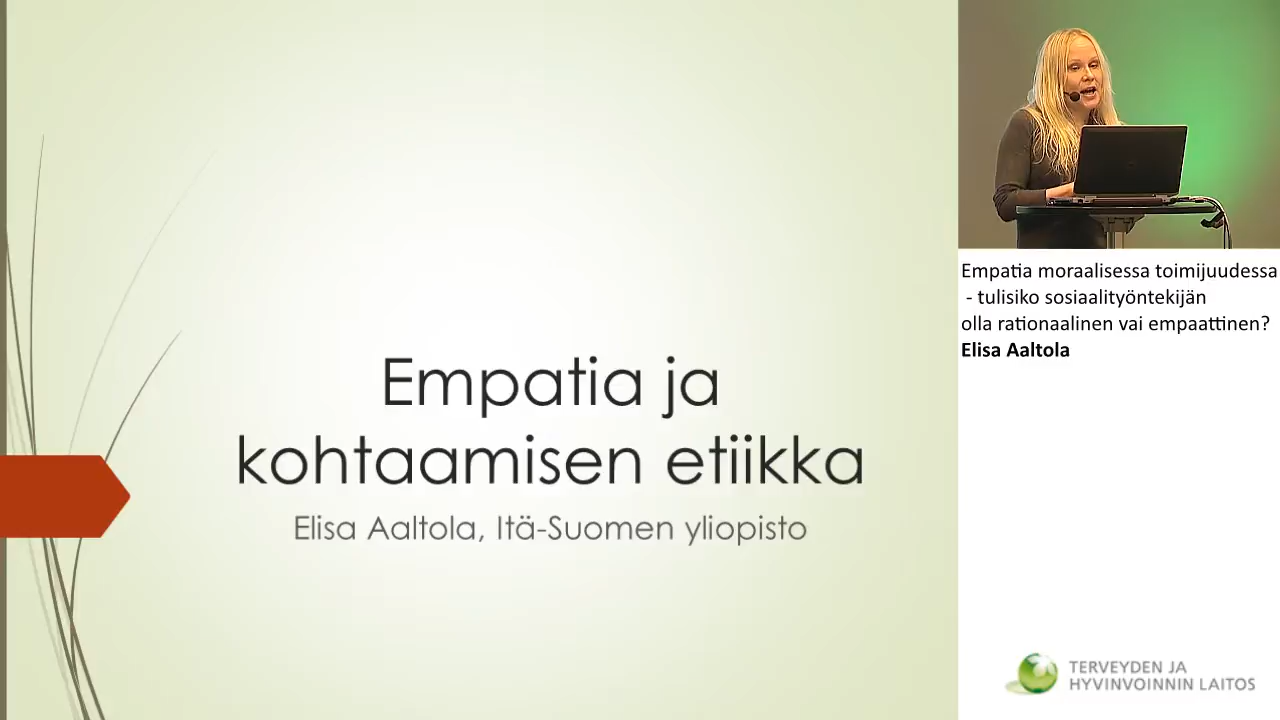 Empatia ja
kohtaamisen etiikka
Elisa Aaltola, Itä-Suomen yliopisto
Empatia moraalisessa toimijuudessa
- tulisiko sosiaalityöntekijän
olla rationaalinen vai empaattinen?
Elisa Aaltola
TERVEYDEN JA
HYVINVOINNIN LAITOS